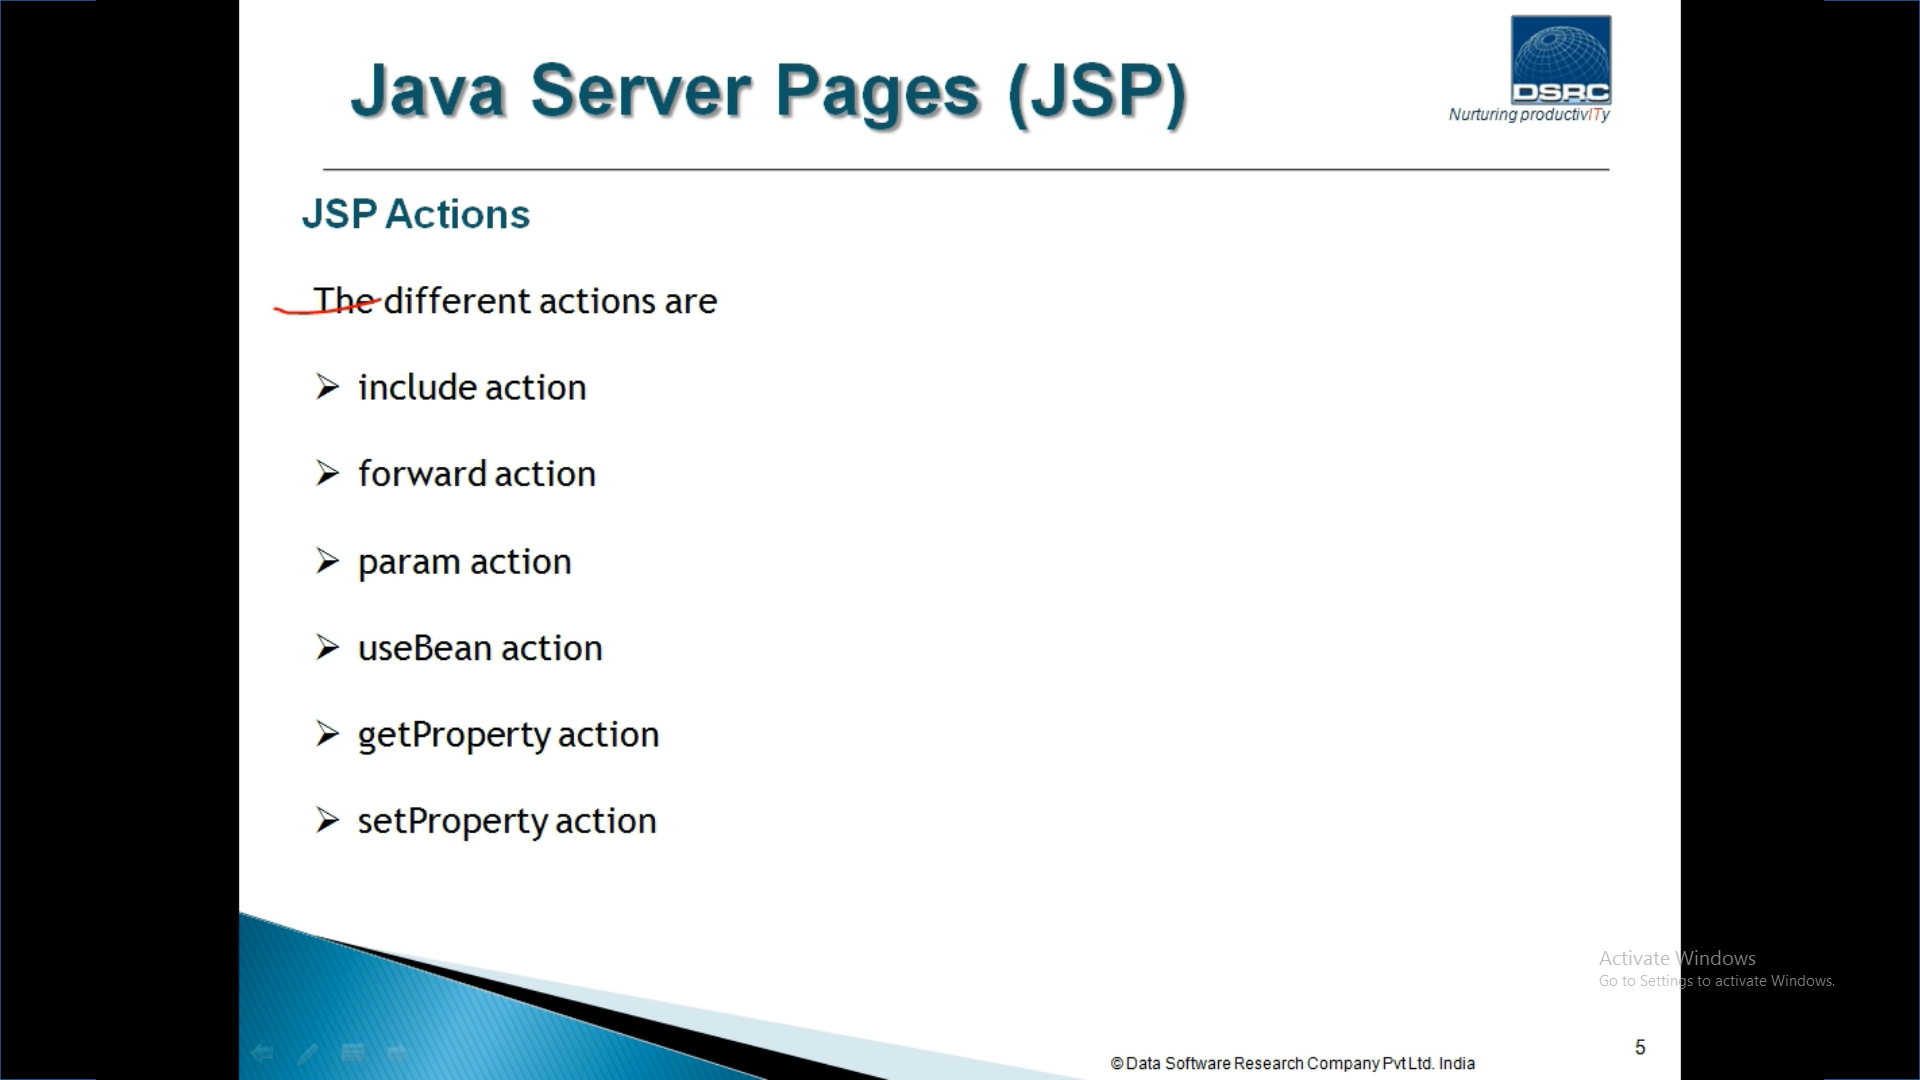 Java Server Pages (JSP)
DSRC
Nurturing productivITy
JSP Actions
The different actions are
➢ include action
➢ forward action
➢ param action
➢ useBean action
➢ getProperty action
➢ setProperty action
Activate Windows
Go to Settings to activate Windows.
5
© Data Software Research Company Pvt Ltd. India